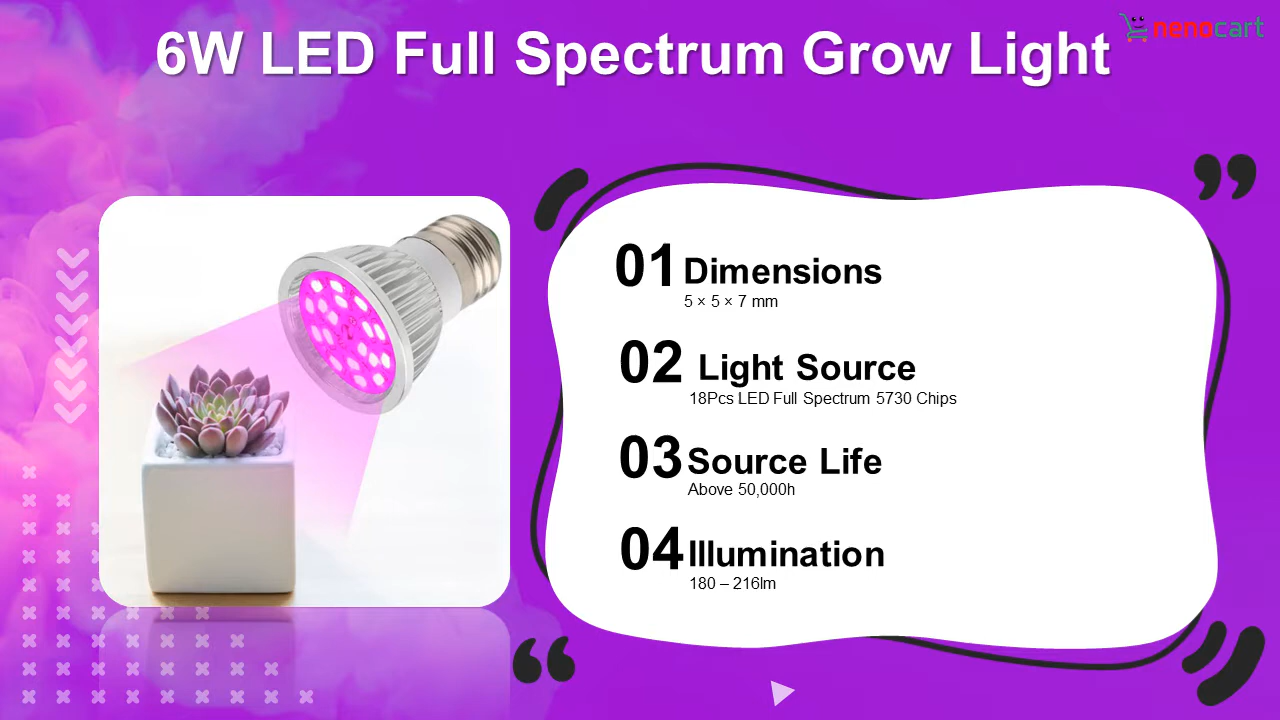 6W LED Full Spectrum Grow Light
nenocart
01 Dimensions
5 × 5 × 7 mm
02 Light Source
18Pcs LED Full Spectrum 5730 Chips
03 Source Life
Above 50,000h
04 Illumination
180 – 216lm